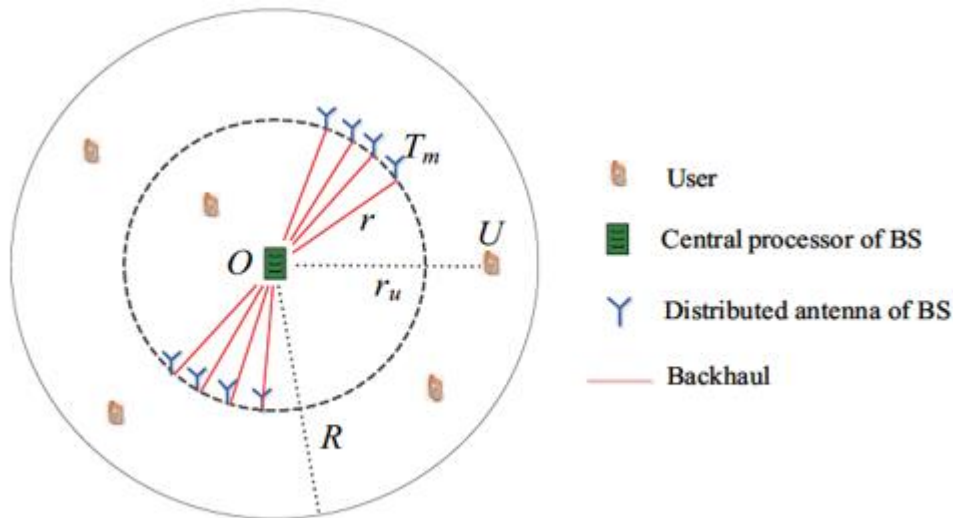 T_m
r
U
O
r_u
R
User
Central processor of BS
Distributed antenna of BS
Backhaul